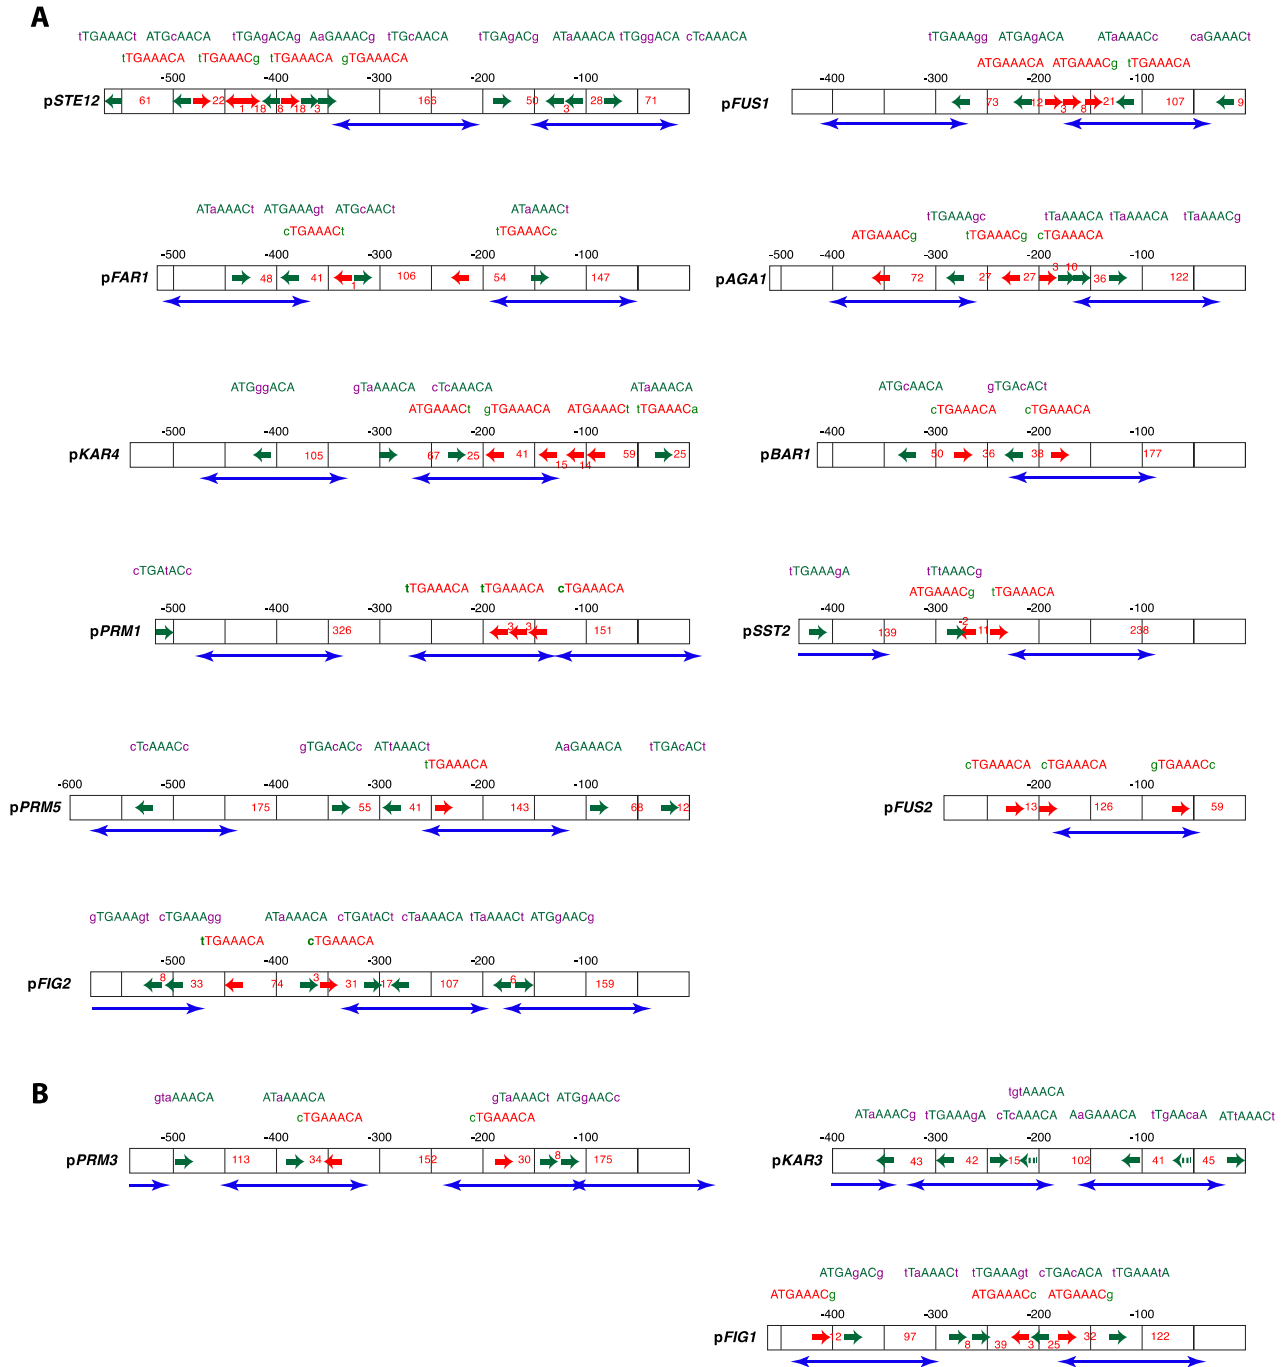 A
tTGAAACt ATGcAACA tTGAgACAg AaGAAACg tTGcAACA tTGAgACg ATaAAACA tTGggACA cTcAAACA
tTGAAACA tTGAAACg tTGAAACA gTGAAACA
-500 -400 -300 -200 -100
pSTE12 61 22 1 18 8 18 3 166 50 3 28 71
tTGAAAgg ATGAgACA ATaAAACc caGAAACt
ATGAAACA ATGAAACg tTGAAACA
-400 -300 -200 -100
pFUS1 73 12 3 8 21 107 9
ATaAAACt ATGAAAgt ATGcAACt ATaAAACt
cTGAAACt tTGAAACc
-500 -400 -300 -200 -100
pFAR1 48 41 1 106 54 147
tTGAAAgc tTaAAACA tTaAAACA tTaAAACg
ATGAAACg tTGAAACg cTGAAACA
-500 -400 -300 -200 -100
pAGA1 72 27 27 3 10 36 122
ATGggACA gTaAAACA cTcAAACA ATaAAACA
ATGAAACt gTGAAACA ATGAAACt tTGAAACa
-500 -400 -300 -200 -100
pKAR4 105 67 25 41 15 14 59 25
ATGcAACA gTGAcACt
cTGAAACA cTGAAACA
-400 -300 -200 -100
pBAR1 50 36 38 177
cTGAtACc
tTGAAACA tTGAAACA cTGAAACA
-500 -400 -300 -200 -100
pPRM1 326 3 3 151
tTGAAAgA tTtAAACg
ATGAAACg tTGAAACA
-400 -300 -200 -100
pSST2 139 -2 11 238
cTcAAACc gTGAcACc ATtAAACt AaGAAACA tTGAcACt
tTGAAACA
-600 -500 -400 -300 -200 -100
pPRM5 175 55 41 143 68 12
cTGAAACA cTGAAACA gTGAAACc
-200 -100
pFUS2 13 126 59
gTGAAAgt cTGAAAgg ATaAAACA cTGAtACt cTaAAACA tTaAAACt ATGgAACg
tTGAAACA cTGAAACA
-500 -400 -300 -200 -100
pFIG2 8 33 74 3 31 17 107 6 159
B
gtaAAACA ATaAAACA gTaAAACt ATGgAACc
cTGAAACA cTGAAACA
-500 -400 -300 -200 -100
pPRM3 113 34 152 30 8 175
tgtAAACA
ATaAAACg tTGAAAgA cTcAAACA AaGAAACA tTgAAcaA ATtAAACt
-400 -300 -200 -100
pKAR3 43 42 15 102 41 45
ATGAgACg tTaAAACt tTGAAAgt cTGAcACA tTGAAAtA
ATGAAACg ATGAAACc ATGAAACg
-400 -300 -200 -100
pFIG1 12 97 8 39 3 25 32 122